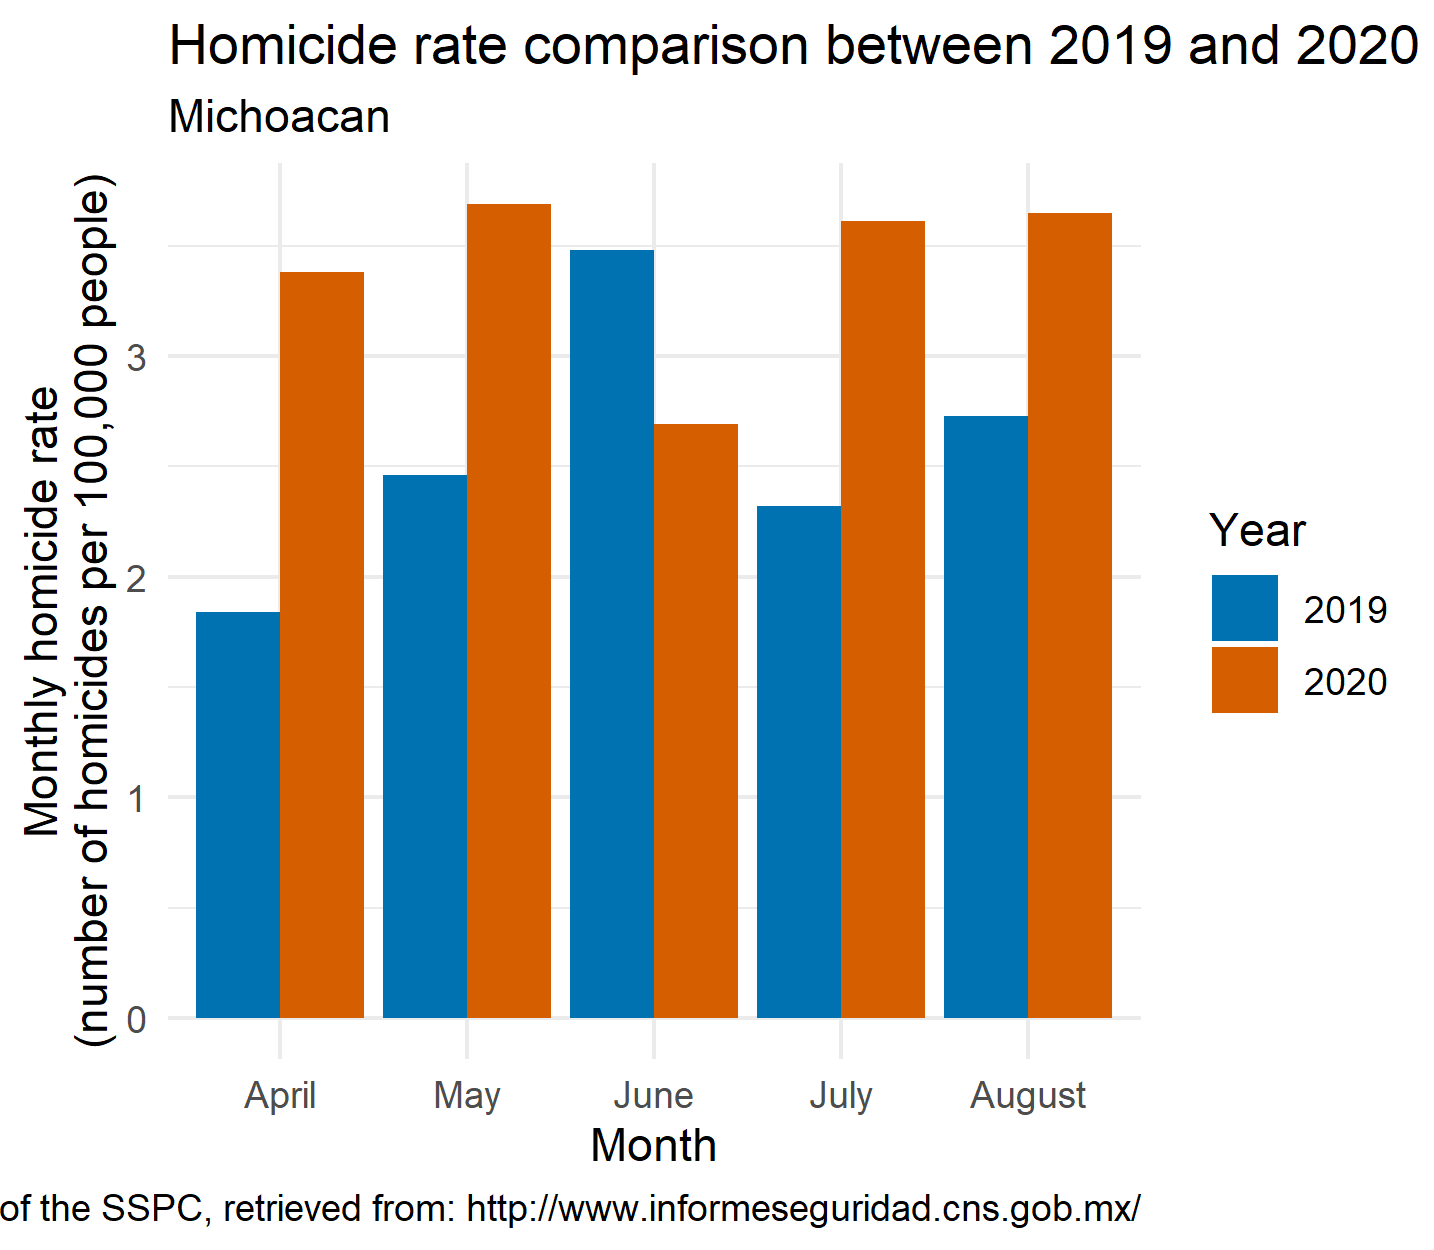 Homicide rate comparison between 2019 and 2020
Michoacan
Monthly homicide rate
(number of homicides per 100,000 people)
3
2
1
0
April May June July August
Month
Year
2019
2020
of the SSPC, retrieved from: http://www.informeseguridad.cns.gob.mx/